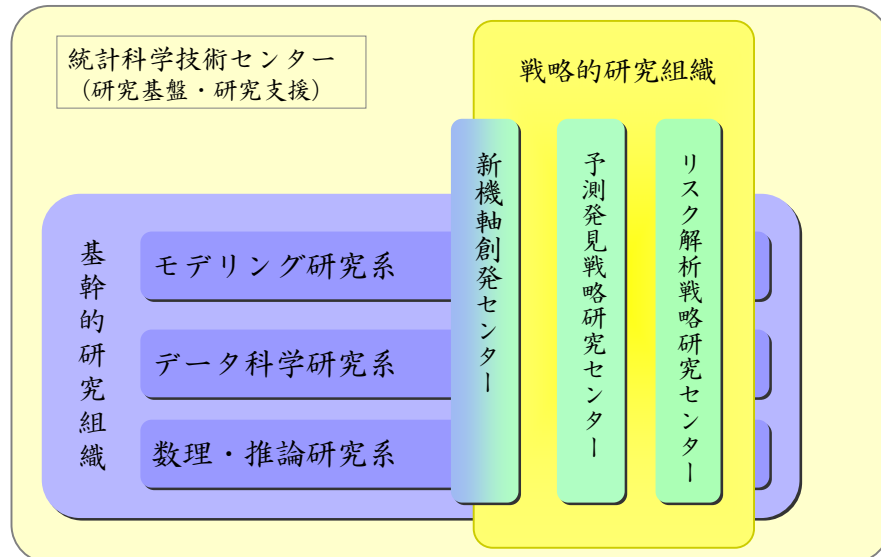 統計科学技術センター
（研究基盤・研究支援）
戦略的研究組織
新機軸創発センター
予測発見戦略研究センター
リスク解析戦略研究センター
基幹的研究組織
モデリング研究系
データ科学研究系
数理・推論研究系